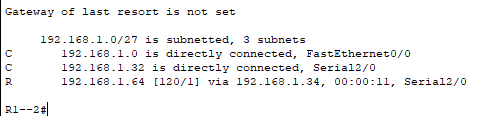 Gateway of last resort is not set
     192.168.1.0/27 is subnetted, 3 subnets
C       192.168.1.0 is directly connected, FastEthernet0/0
C       192.168.1.32 is directly connected, Serial2/0
R       192.168.1.64 [120/1] via 192.168.1.34, 00:00:11, Serial2/0
R1--2#